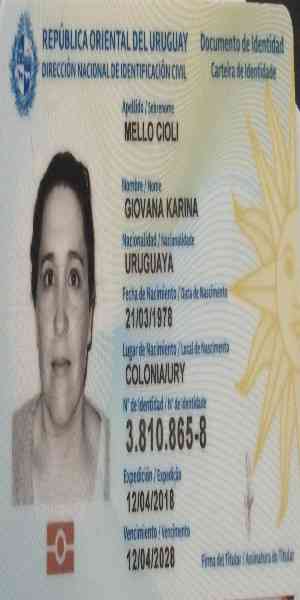 REPÚBLICA ORIENTAL DEL URUGUAY
DIRECCIÓN NACIONAL DE IDENTIFICACIÓN CIVIL
Documento de Identidad
Carteira de Identidade
Apellido / Sobrenome
MELLO CIOLI
Nombre / Nome
GIOVANA KARINA
Nacionalidad / Nacionalidade
URUGUAYA
Fecha de Nacimiento / Data de Nascimento
21/03/1978
Lugar de Nacimiento / Local de Nascimento
COLONIA/URY
N° de Identidad / N° de Identidade
3.810.865-8
Expedición / Expedição
12/04/2018
Vencimiento / Vencimento
12/04/2028
Firma del Titular / Assinatura do Titular